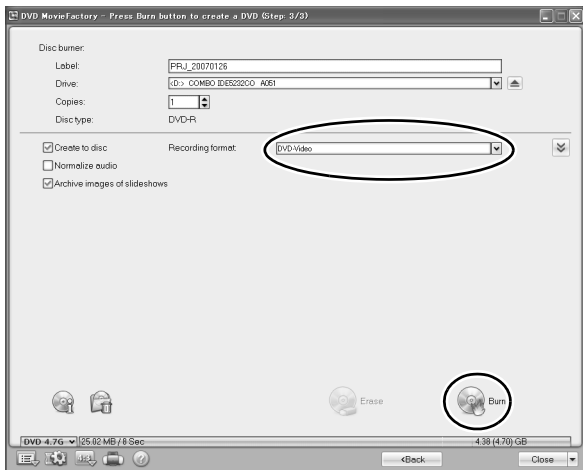 DVD MovieFactory - Press Burn button to create a DVD (Step: 3/3)
Disc burner:
Label: PRJ_20070126
Drive: <D:> COMBO IDE5232CO A051
Copies: 1
Disc type: DVD-R
Create to disc Recording format: DVD-Video
Normalize audio
Archive images of slideshows
Erase Burn
DVD 4.7G 25.02 MB / 8 Sec 4.38 (4.70) GB
<Back Close